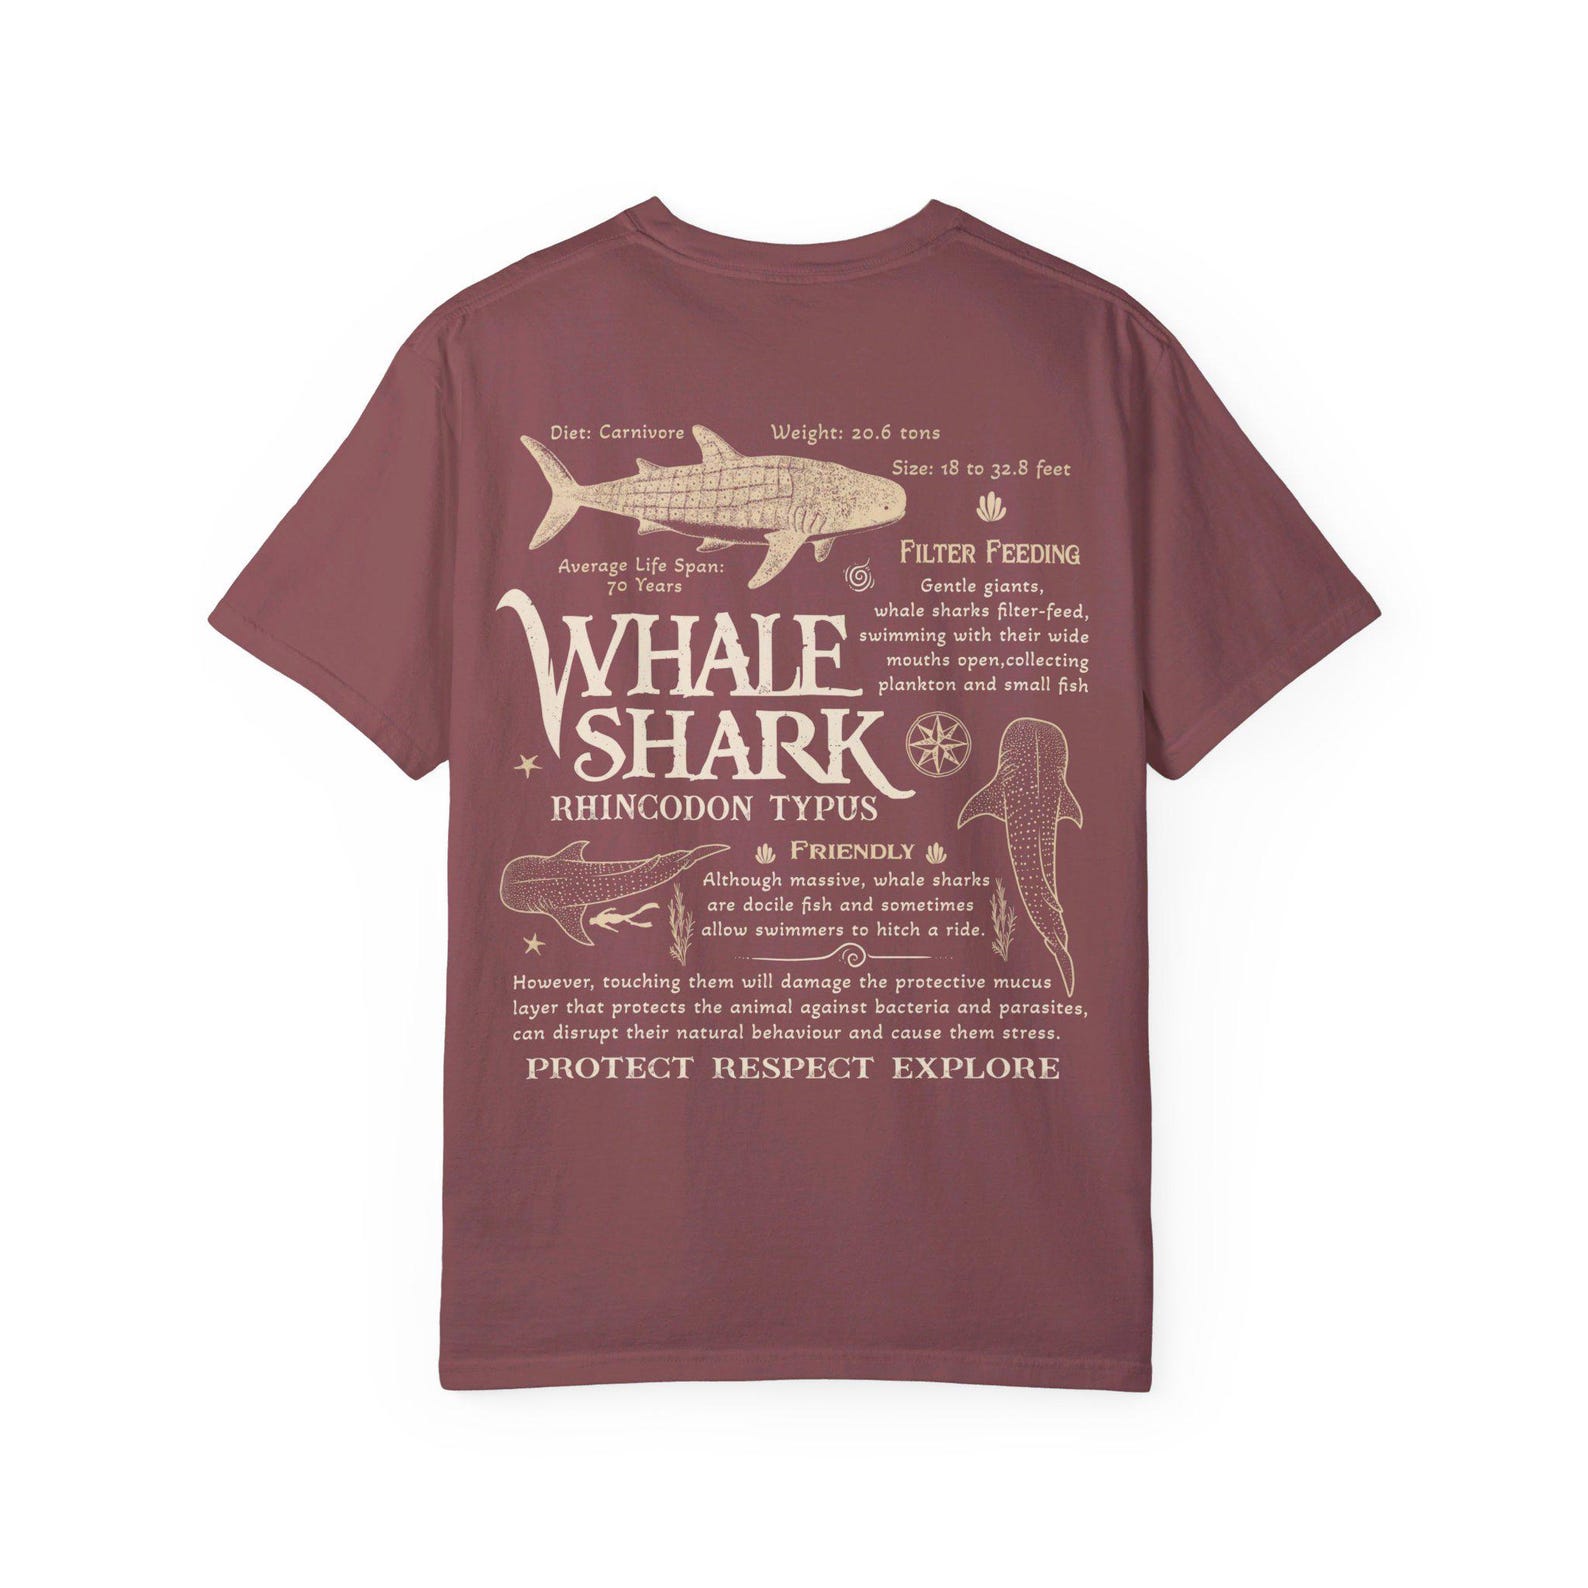 Diet: Carnivore
Weight: 20.6 tons
Size: 18 to 32.8 feet
Average Life Span:
70 Years
FILTER FEEDING
Gentle giants,
whale sharks filter-feed,
swimming with their wide
mouths open,collecting
plankton and small fish
WHALE
SHARK
RHINCODON TYPUS
FRIENDLY
Although massive, whale sharks
are docile fish and sometimes
allow swimmers to hitch a ride.
However, touching them will damage the protective mucus
layer that protects the animal against bacteria and parasites,
can disrupt their natural behaviour and cause them stress.
PROTECT RESPECT EXPLORE